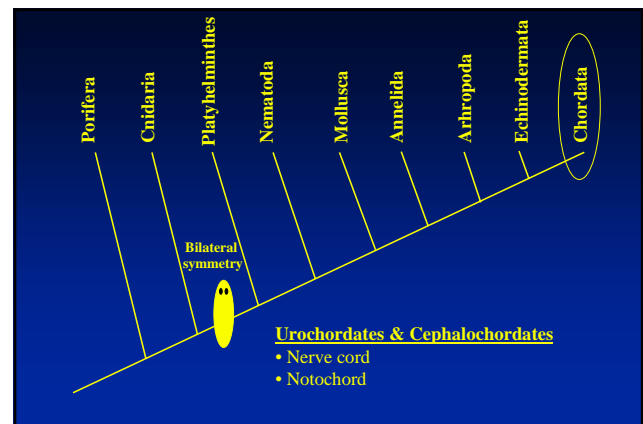 Porifera
Cnidaria
Platyhelminthes
Nematoda
Mollusca
Annelida
Arhropoda
Echinodermata
Chordata
Bilateral
symmetry
Urochordates & Cephalochordates
• Nerve cord
• Notochord